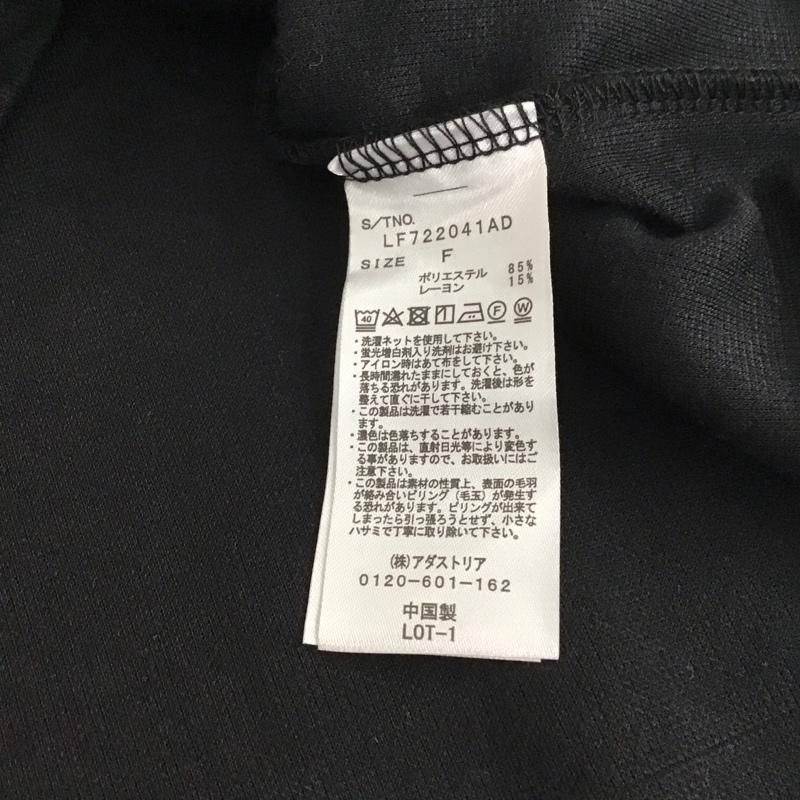 S/TNO.
LF722041AD
SIZE F
ポリエステル 85%
レーヨン 15%
40 F W
・洗濯ネットを使用して下さい。
・蛍光増白剤入り洗剤はお避け下さい。
・アイロン時はあて布をして下さい。
・長時間濡れたままにしておくと、色が
落ちる恐れがあります。洗濯後は形を
整えて直ぐに干して下さい。
・この製品は洗濯で若干縮むことがあり
ます。
・濃色は色落ちすることがあります。
・この製品は、直射日光等により変色す
る事がありますので、お取扱いにはご
注意下さい。
・この製品は素材の性質上、表面の毛羽
が絡み合いピリング（毛玉）が発生す
る恐れがあります。ピリングが出来て
しまったら引っ張ろうとせず、小さな
ハサミで丁寧に取り除いて下さい。
(株)アダストリア
0120-601-162
中国製
LOT-1